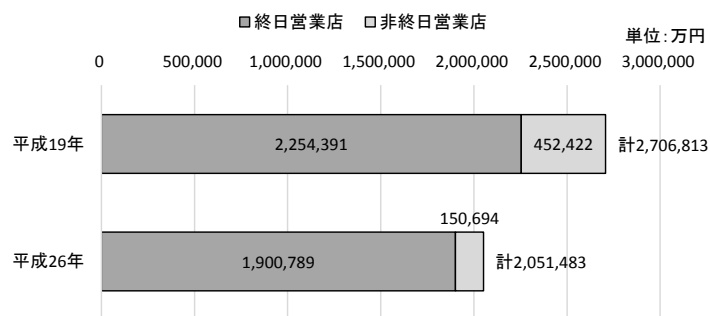 ■終日営業店 □非終日営業店
単位：万円
0 500,000 1,000,000 1,500,000 2,000,000 2,500,000 3,000,000
平成19年 2,254,391 452,422 計2,706,813
150,694
平成26年 1,900,789 計2,051,483